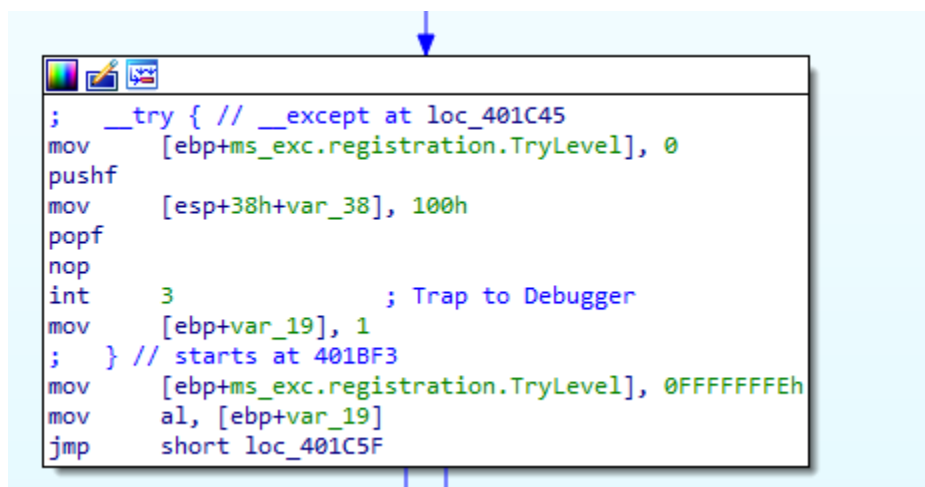 ;   __try { // __except at loc_401C45
mov     [ebp+ms_exc.registration.TryLevel], 0
pushf
mov     [esp+38h+var_38], 100h
popf
nop
int     3               ; Trap to Debugger
mov     [ebp+var_19], 1
;   } // starts at 401BF3
mov     [ebp+ms_exc.registration.TryLevel], 0FFFFFFFEh
mov     al, [ebp+var_19]
jmp     short loc_401C5F